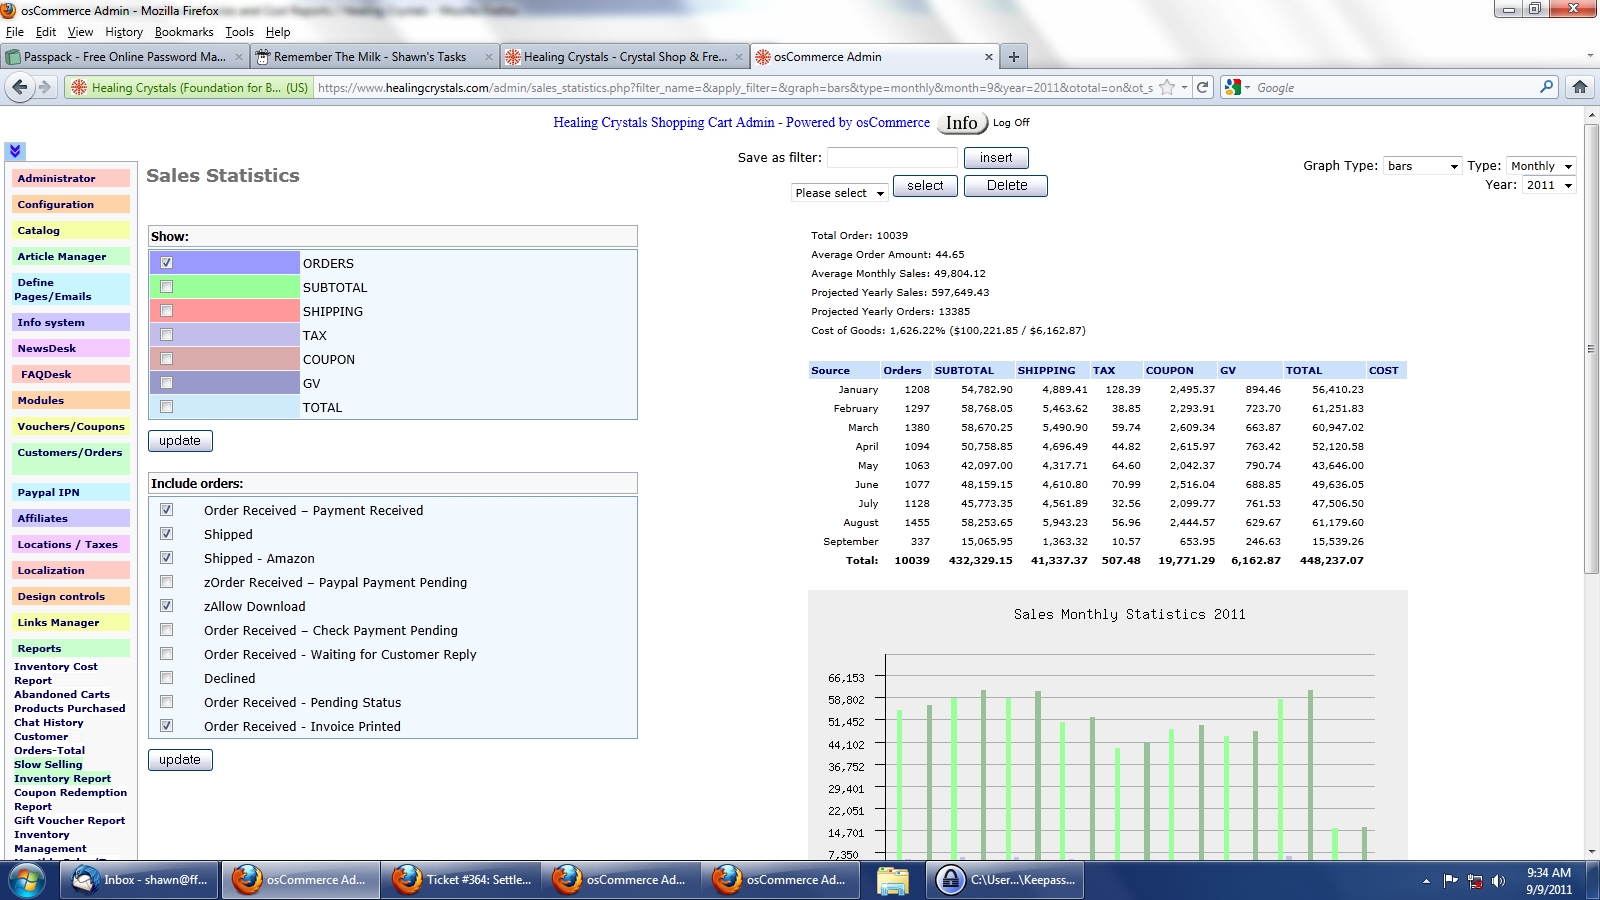 osCommerce Admin - Mozilla Firefox
File Edit View History Bookmarks Tools Help
Passpack - Free Online Password Ma...
Remember The Milk - Shawn's Tasks
Healing Crystals - Crystal Shop & Fre...
osCommerce Admin
Healing Crystals (Foundation for B... (US)
https://www.healingcrystals.com/admin/sales_statistics.php?filter_name=&apply_filter=&graph=bars&type=monthly&month=9&year=2011&ototal=on&ot_s
Google
Healing Crystals Shopping Cart Admin - Powered by osCommerce Info Log Off
Administrator
Configuration
Catalog
Article Manager
Define
Pages/Emails
Info system
NewsDesk
FAQDesk
Modules
Vouchers/Coupons
Customers/Orders
Paypal IPN
Affiliates
Locations / Taxes
Localization
Design controls
Links Manager
Reports
Inventory Cost
Report
Abandoned Carts
Products Purchased
Chat History
Customer
Orders-Total
Slow Selling
Inventory Report
Coupon Redemption
Report
Gift Voucher Report
Inventory
Management
Sales Statistics
Save as filter: insert
Please select select Delete
Graph Type: bars Type: Monthly
Year: 2011
Show:
ORDERS
SUBTOTAL
SHIPPING
TAX
COUPON
GV
TOTAL
update
Include orders:
Order Received – Payment Received
Shipped
Shipped - Amazon
zOrder Received – Paypal Payment Pending
zAllow Download
Order Received – Check Payment Pending
Order Received - Waiting for Customer Reply
Declined
Order Received - Pending Status
Order Received - Invoice Printed
update
Total Order: 10039
Average Order Amount: 44.65
Average Monthly Sales: 49,804.12
Projected Yearly Sales: 597,649.43
Projected Yearly Orders: 13385
Cost of Goods: 1,626.22% ($100,221.85 / $6,162.87)
Source Orders SUBTOTAL SHIPPING TAX COUPON GV TOTAL COST
January 1208 54,782.90 4,889.41 128.39 2,495.37 894.46 56,410.23
February 1297 58,768.05 5,463.62 38.85 2,293.91 723.70 61,251.83
March 1380 58,670.25 5,490.90 59.74 2,609.34 663.87 60,947.02
April 1094 50,758.85 4,696.49 44.82 2,615.97 763.42 52,120.58
May 1063 42,097.00 4,317.71 64.60 2,042.37 790.74 43,646.00
June 1077 48,159.15 4,610.80 70.99 2,516.04 688.85 49,636.05
July 1128 45,773.35 4,561.89 32.56 2,099.77 761.53 47,506.50
August 1455 58,253.65 5,943.23 56.96 2,444.57 629.67 61,179.60
September 337 15,065.95 1,363.32 10.57 653.95 246.63 15,539.26
Total: 10039 432,329.15 41,337.37 507.48 19,771.29 6,162.87 448,237.07
Sales Monthly Statistics 2011
66,153
58,802
51,452
44,102
36,752
29,401
22,051
14,701
7,350
Inbox - shawn@ff...
osCommerce Ad...
Ticket #364: Settle...
osCommerce Ad...
osCommerce Ad...
C:\User...\Keepass...
9:34 AM
9/9/2011